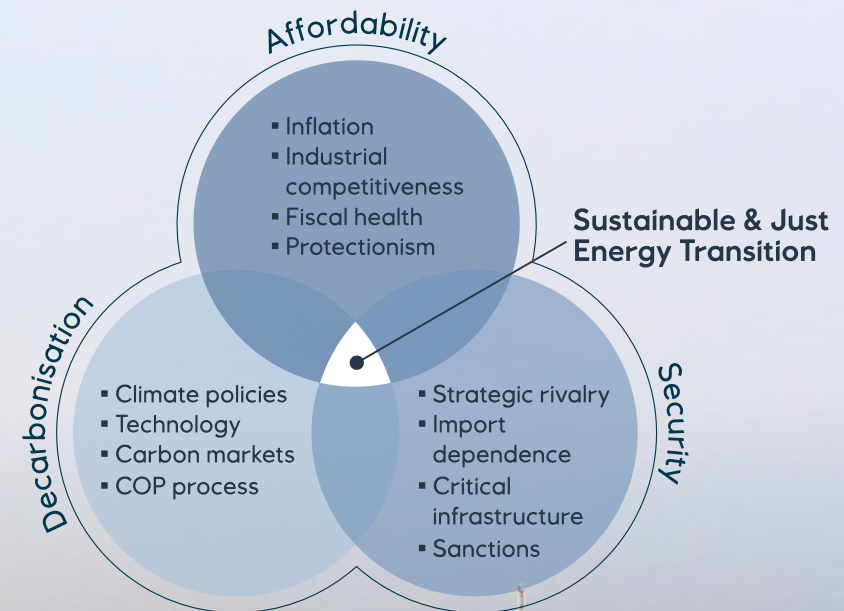 Affordability
▪ Inflation
▪ Industrial
competitiveness
▪ Fiscal health
▪ Protectionism
Sustainable & Just
Energy Transition
Decarbonisation
▪ Climate policies
▪ Technology
▪ Carbon markets
▪ COP process
▪ Strategic rivalry
▪ Import
dependence
▪ Critical
infrastructure
▪ Sanctions
Security